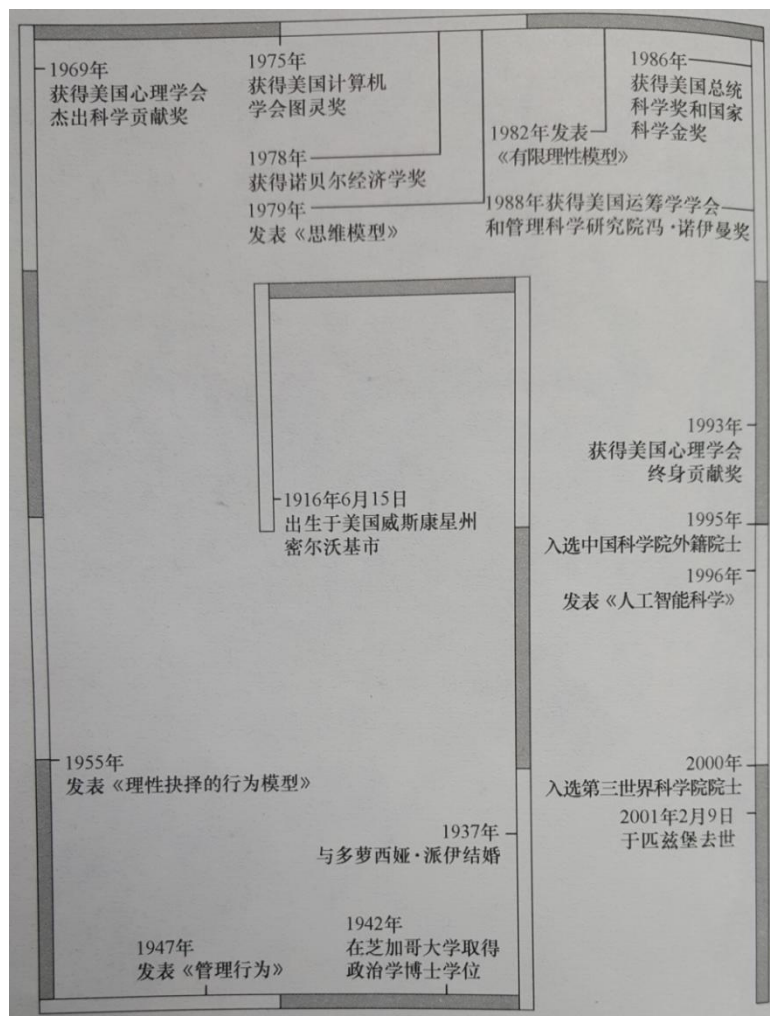 1969年
获得美国心理学会
杰出科学贡献奖
1975年
获得美国计算机
学会图灵奖
1978年
获得诺贝尔经济学奖
1979年
发表《思维模型》
1982年发表
《有限理性模型》
1986年
获得美国总统
科学奖和国家
科学金奖
1988年获得美国运筹学学会
和管理科学研究院冯·诺伊曼奖
1916年6月15日
出生于美国威斯康星州
密尔沃基市
1993年
获得美国心理学会
终身贡献奖
1995年
入选中国科学院外籍院士
1996年
发表《人工智能科学》
1955年
发表《理性抉择的行为模型》
2000年
入选第三世界科学院院士
2001年2月9日
于匹兹堡去世
1937年
与多萝西娅·派伊结婚
1942年
在芝加哥大学取得
政治学博士学位
1947年
发表《管理行为》